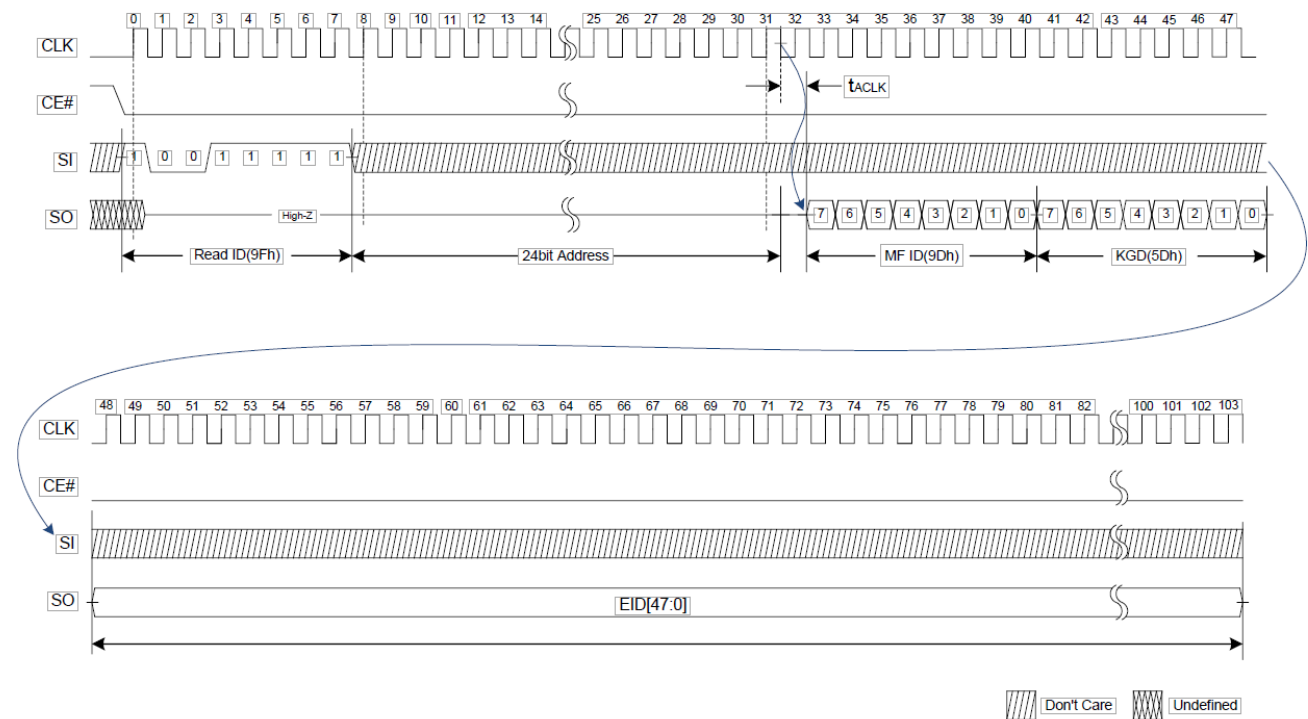 0 1 2 3 4 5 6 7 8 9 10 11 12 13 14 25 26 27 28 29 30 31 32 33 34 35 36 37 38 39 40 41 42 43 44 45 46 47
CLK
tACLK
CE#
SI 1 0 0 1 1 1 1 1
SO High-Z 7 6 5 4 3 2 1 0 7 6 5 4 3 2 1 0
Read ID(9Fh) 24bit Address MF ID(9Dh) KGD(5Dh)
48 49 50 51 52 53 54 55 56 57 58 59 60 61 62 63 64 65 66 67 68 69 70 71 72 73 74 75 76 77 78 79 80 81 82 100 101 102 103
CLK
CE#
SI
SO EID[47:0]
Don't Care Undefined